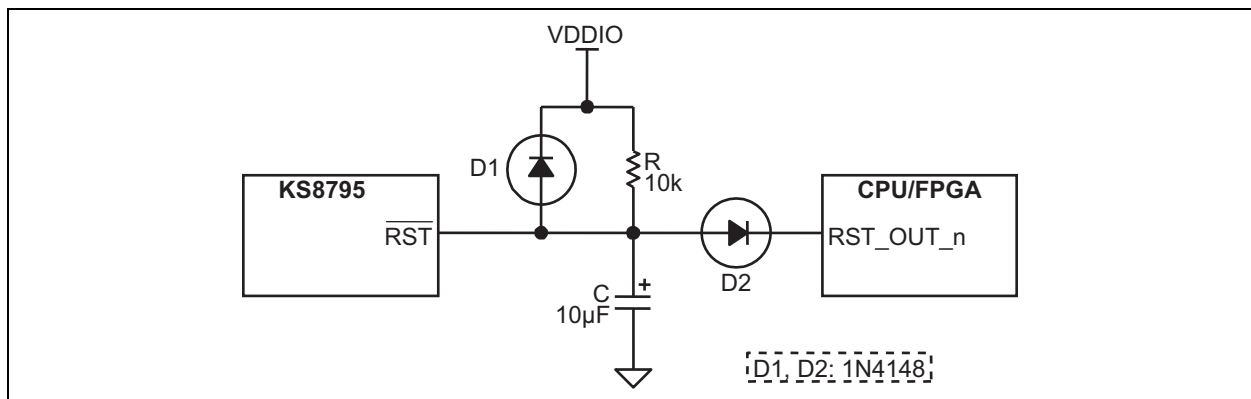 VDDIO
D1
R
10k
KS8795
CPU/FPGA
RST
RST_OUT_n
D2
C
+
10µF
D1, D2: 1N4148